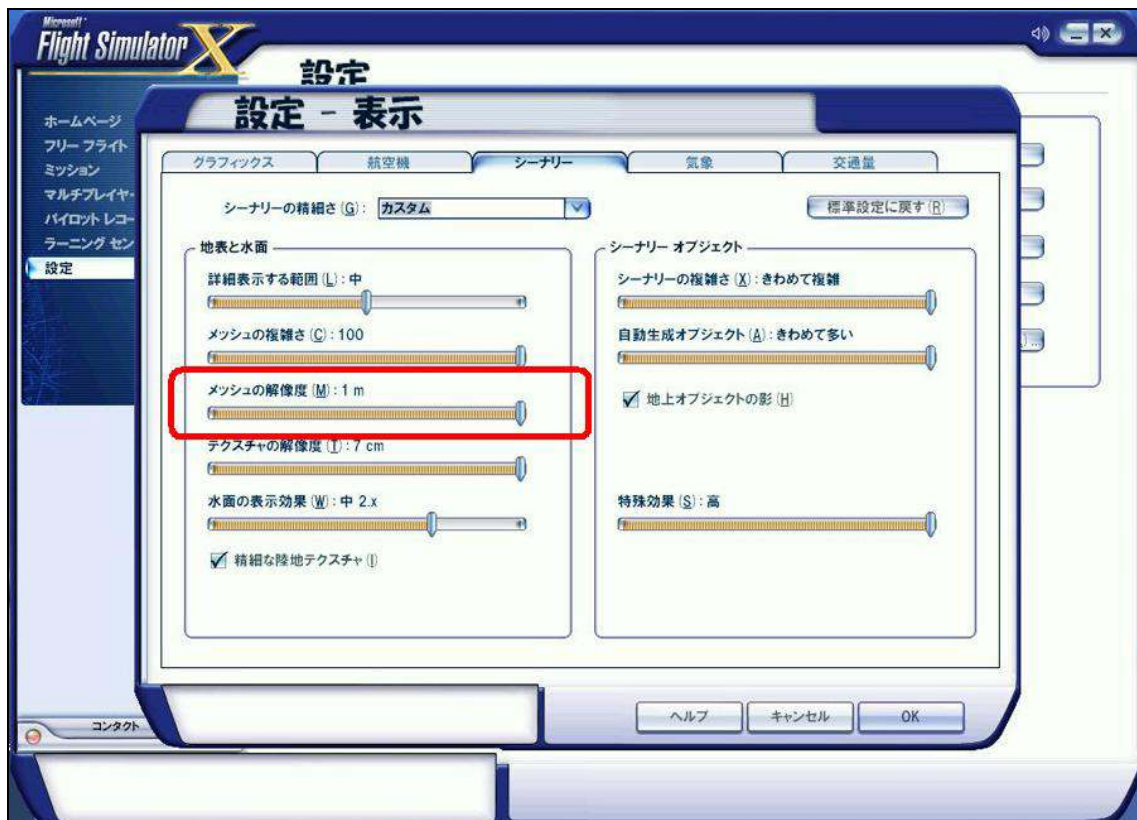 Microsoft
Flight Simulator X
設定
設定 - 表示
ホームページ
フリー フライト
ミッション
マルチプレイヤー
パイロット レコー
ラーニング セン
設定
グラフィックス
航空機
シーナリー
気象
交通量
シーナリーの精細さ(G): カスタム
標準設定に戻す(R)
地表と水面
詳細表示する範囲(L):中
メッシュの複雑さ(C):100
メッシュの解像度(M):1 m
テクスチャの解像度(T):7 cm
水面の表示効果(W):中 2.x
精細な陸地テクスチャ(I)
シーナリー オブジェクト
シーナリーの複雑さ(X):きわめて複雑
自動生成オブジェクト(A):きわめて多い
地上オブジェクトの影(H)
特殊効果(S):高
ヘルプ
キャンセル
OK
コンタクト